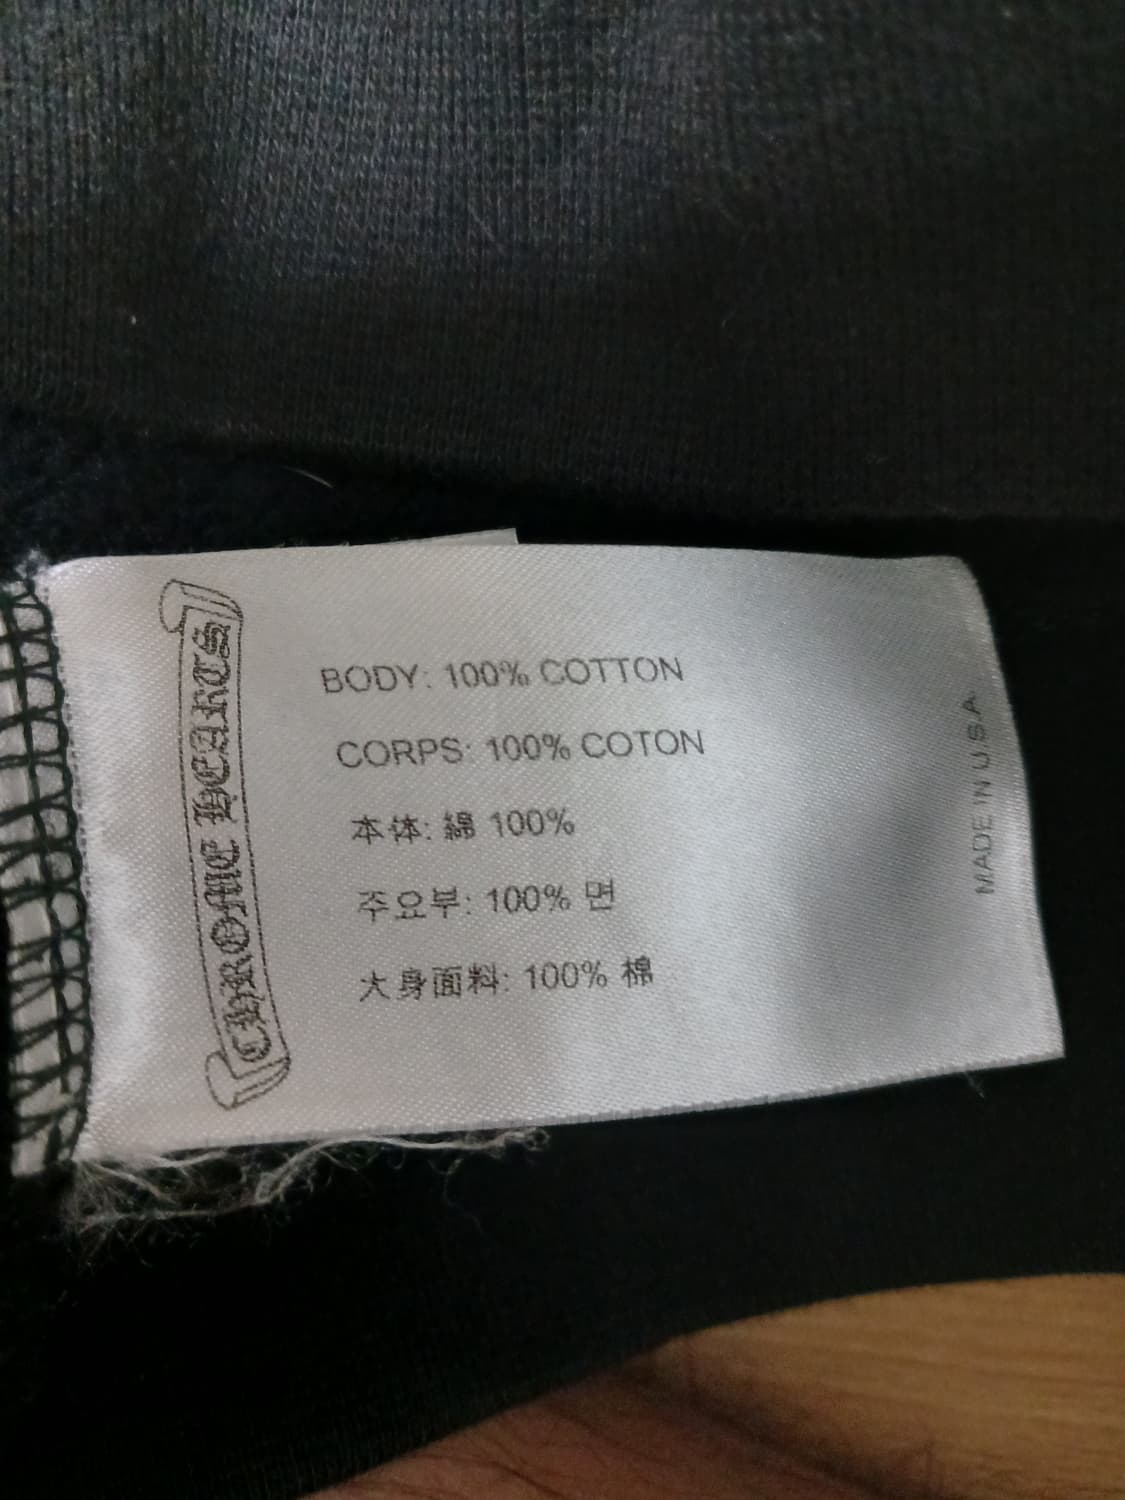 CHROME HEARTS
BODY: 100% COTTON
CORPS: 100% COTON
本体: 綿 100%
주요부: 100% 면
大身面料: 100% 棉
MADE IN U.S.A.